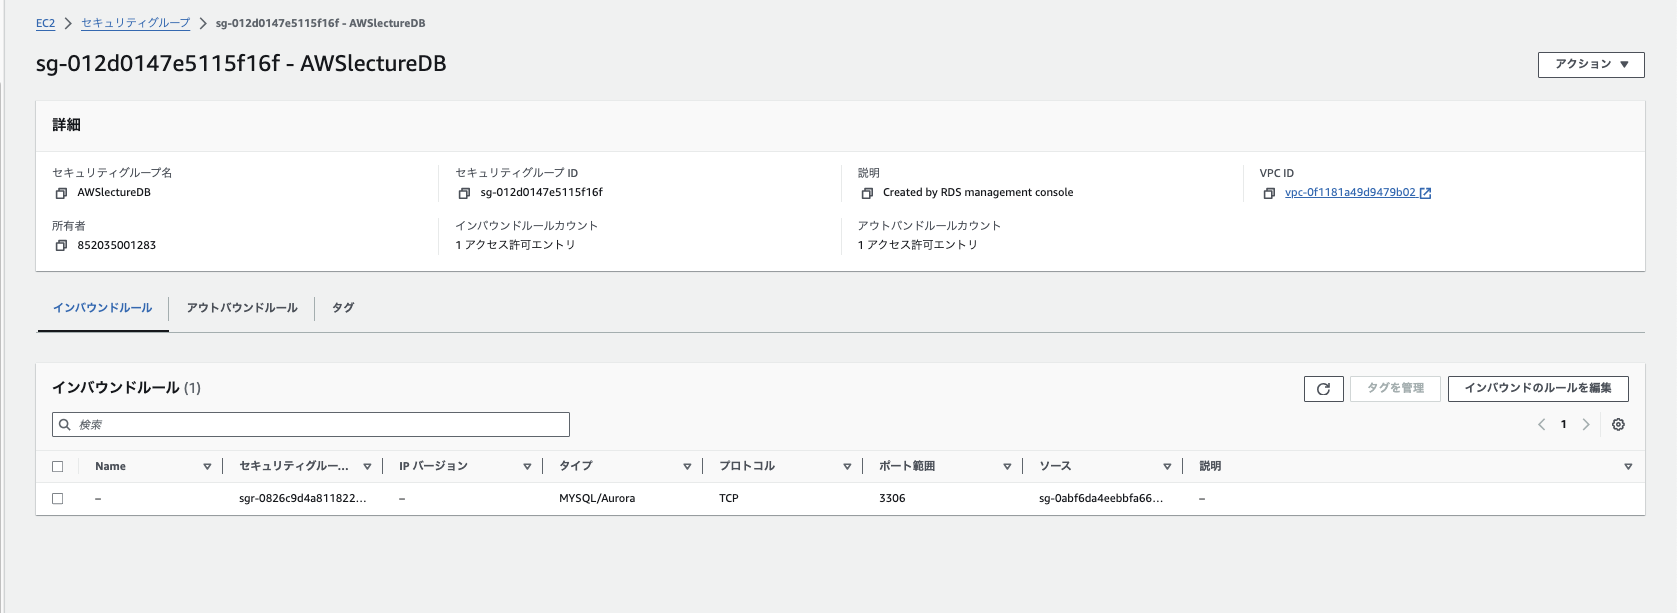 EC2 > セキュリティグループ > sg-012d0147e5115f16f - AWSlectureDB
sg-012d0147e5115f16f - AWSlectureDB
アクション ▼
詳細
セキュリティグループ名
AWSlectureDB
セキュリティグループ ID
sg-012d0147e5115f16f
説明
Created by RDS management console
VPC ID
vpc-0f1181a49d9479b02
所有者
852035001283
インバウンドルールカウント
1 アクセス許可エントリ
アウトバンドルールカウント
1 アクセス許可エントリ
インバウンドルール アウトバウンドルール タグ
インバウンドルール (1)
タグを管理 インバウンドのルールを編集
検索
1
Name セキュリティグルー... IP バージョン タイプ プロトコル ポート範囲 ソース 説明
– sgr-0826c9d4a811822... – MYSQL/Aurora TCP 3306 sg-0abf6da4eebbfa66... –